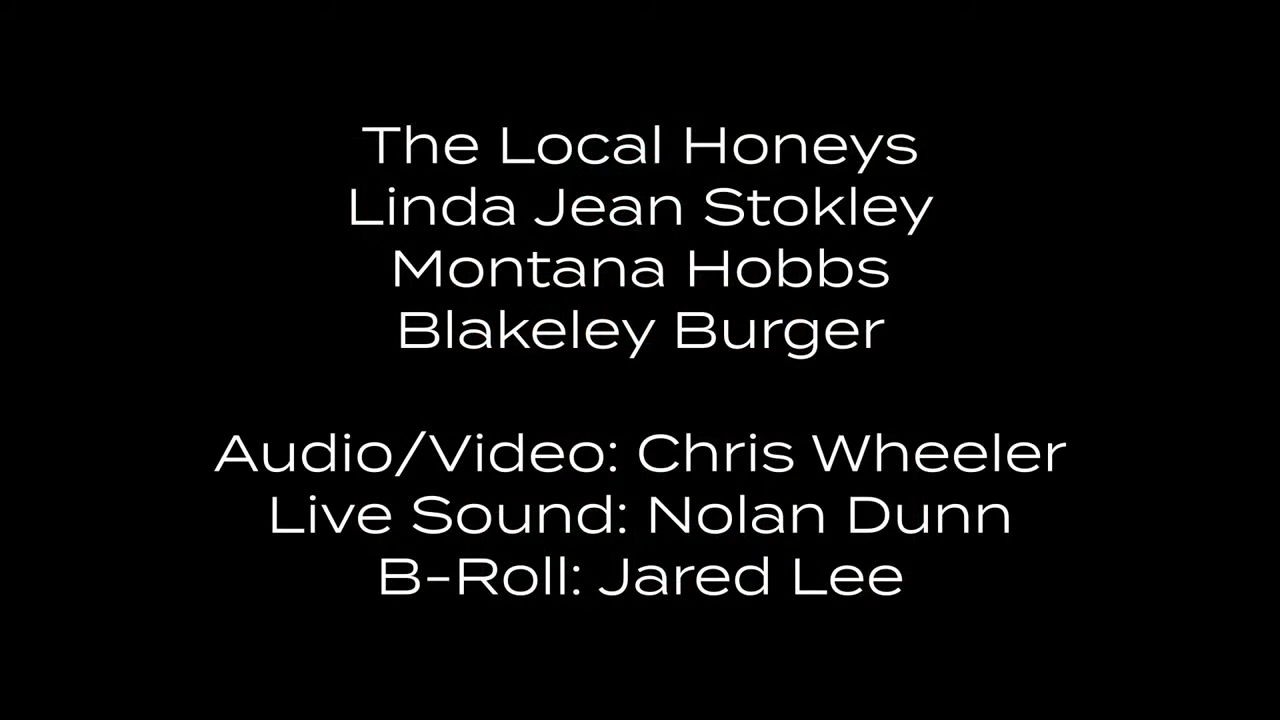 The Local Honeys
Linda Jean Stokley
Montana Hobbs
Blakeley Burger
Audio/Video: Chris Wheeler
Live Sound: Nolan Dunn
B-Roll: Jared Lee